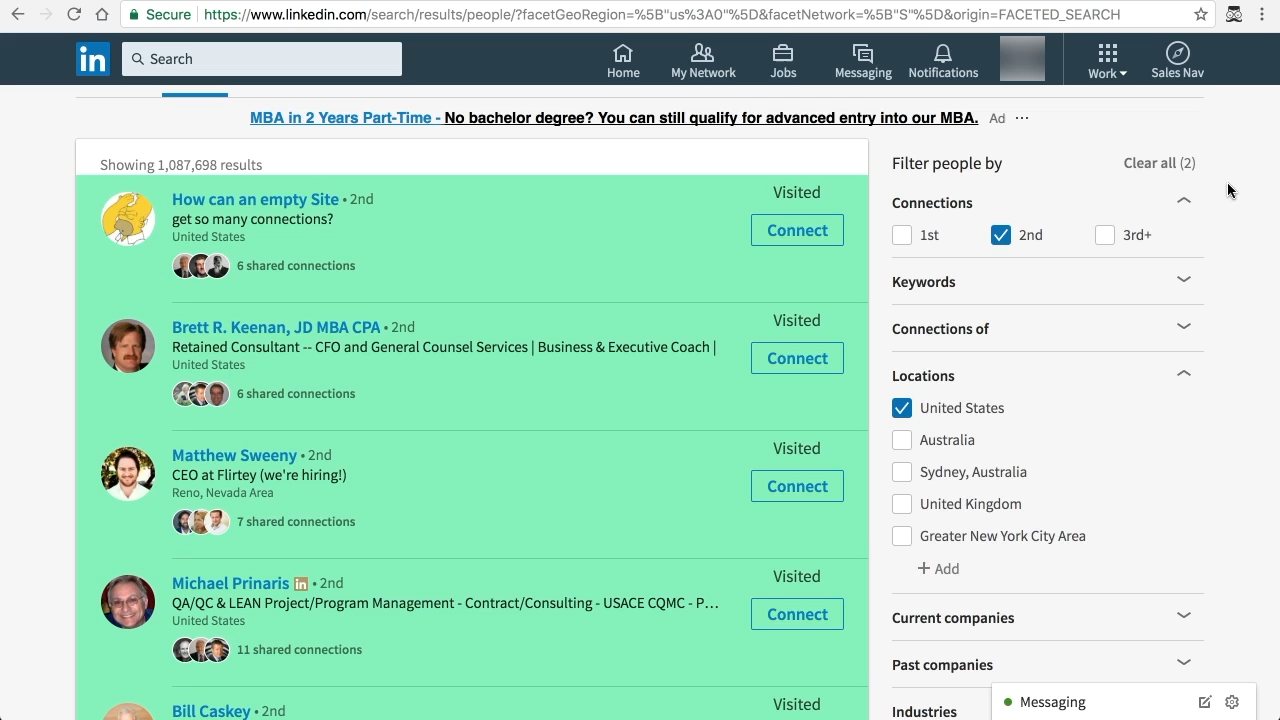 Secure https://www.linkedin.com/search/results/people/?facetGeoRegion=%5B"us%3A0"%5D&facetNetwork=%5B"S"%5D&origin=FACETED_SEARCH
in Search Home My Network Jobs Messaging Notifications Work Sales Nav
MBA in 2 Years Part-Time - No bachelor degree? You can still qualify for advanced entry into our MBA. Ad ...
Showing 1,087,698 results
How can an empty Site • 2nd
get so many connections?
United States
6 shared connections
Visited
Connect
Brett R. Keenan, JD MBA CPA • 2nd
Retained Consultant -- CFO and General Counsel Services | Business & Executive Coach |
United States
6 shared connections
Visited
Connect
Matthew Sweeny • 2nd
CEO at Flirtey (we're hiring!)
Reno, Nevada Area
7 shared connections
Visited
Connect
Michael Prinaris in • 2nd
QA/QC & LEAN Project/Program Management - Contract/Consulting - USACE CQMC - P...
United States
11 shared connections
Visited
Connect
Bill Caskey • 2nd
Visited
Filter people by Clear all (2)
Connections
1st 2nd 3rd+
Keywords
Connections of
Locations
United States
Australia
Sydney, Australia
United Kingdom
Greater New York City Area
+ Add
Current companies
Past companies
Industries
Messaging